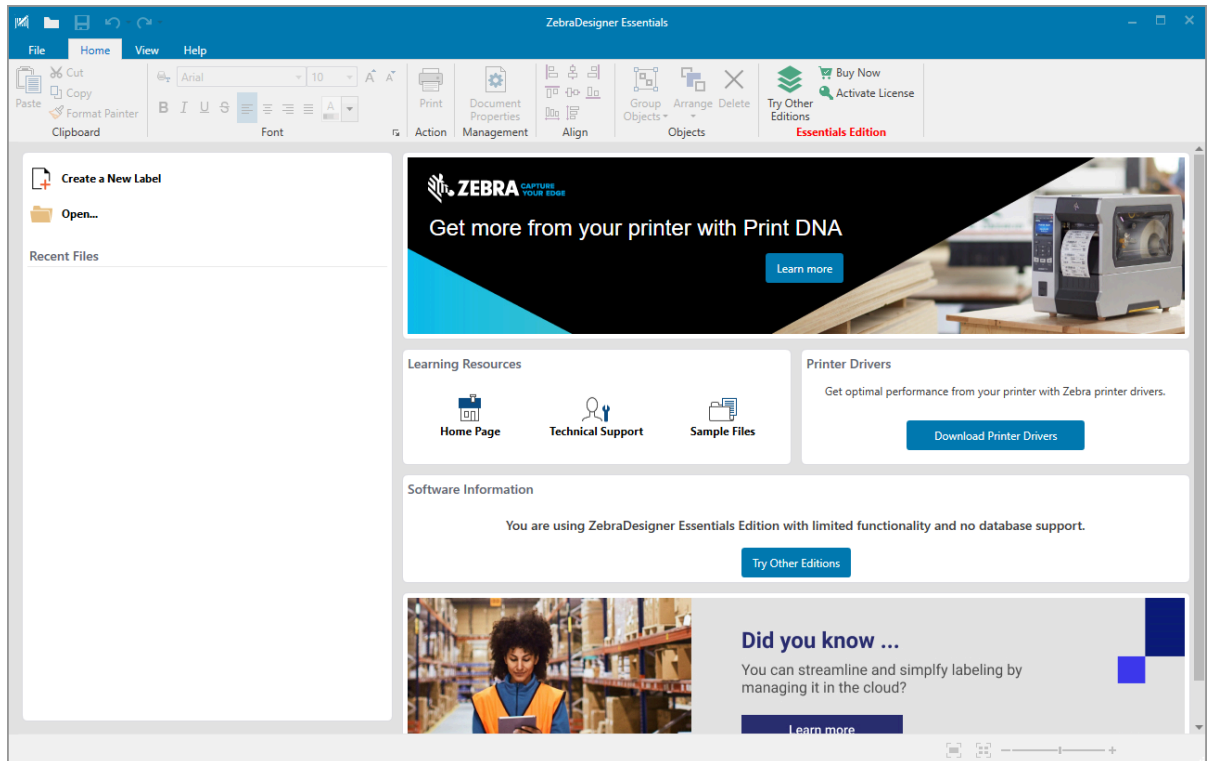 ZebraDesigner Essentials
File Home View Help
Paste
Cut
Copy
Format Painter
Clipboard
Arial 10 A A
B I U S A
Font
Print
Action
Document
Properties
Management
Align
Group
Objects
Arrange
Delete
Objects
Try Other
Editions
Buy Now
Activate License
Essentials Edition
Create a New Label
Open...
Recent Files
ZEBRA CAPTURE
YOUR EDGE
Get more from your printer with Print DNA
Learn more
Learning Resources
Home Page Technical Support Sample Files
Printer Drivers
Get optimal performance from your printer with Zebra printer drivers.
Download Printer Drivers
Software Information
You are using ZebraDesigner Essentials Edition with limited functionality and no database support.
Try Other Editions
Did you know ...
You can streamline and simplfy labeling by
managing it in the cloud?
Learn more